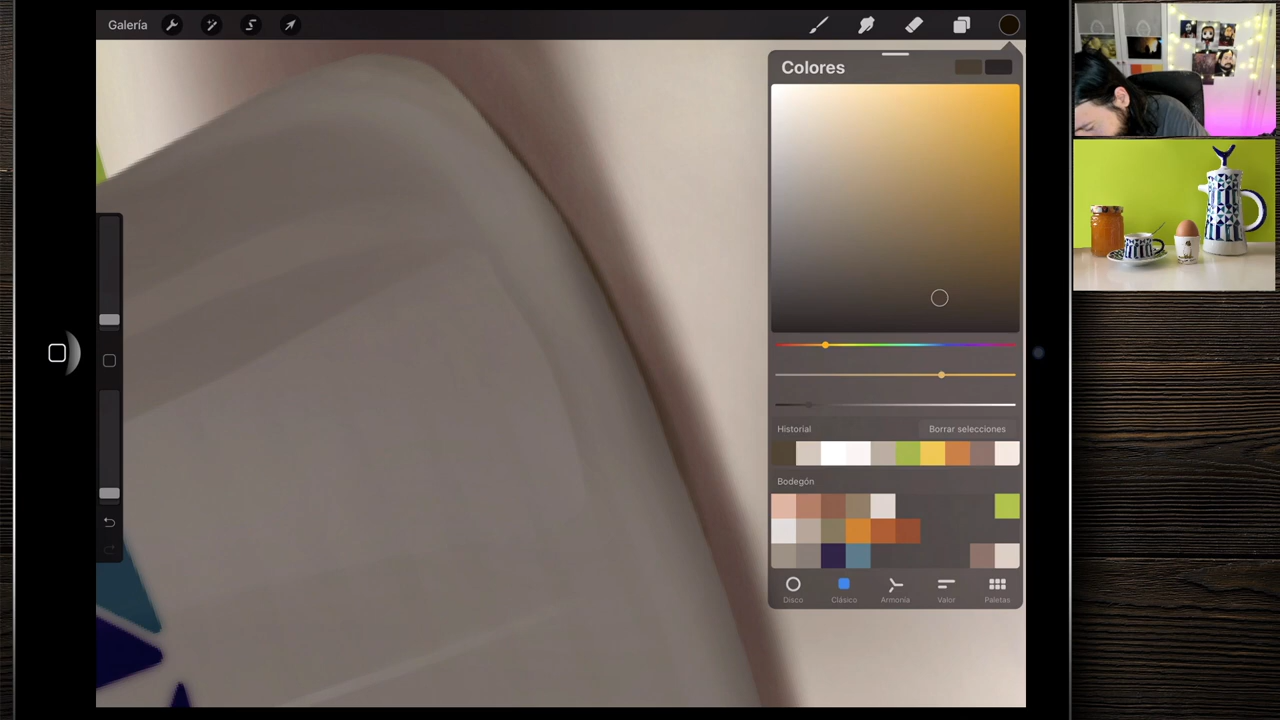 Galería
Colores
Historial
Borrar selecciones
Bodegón
Disco
Clásico
Armonía
Valor
Paletas